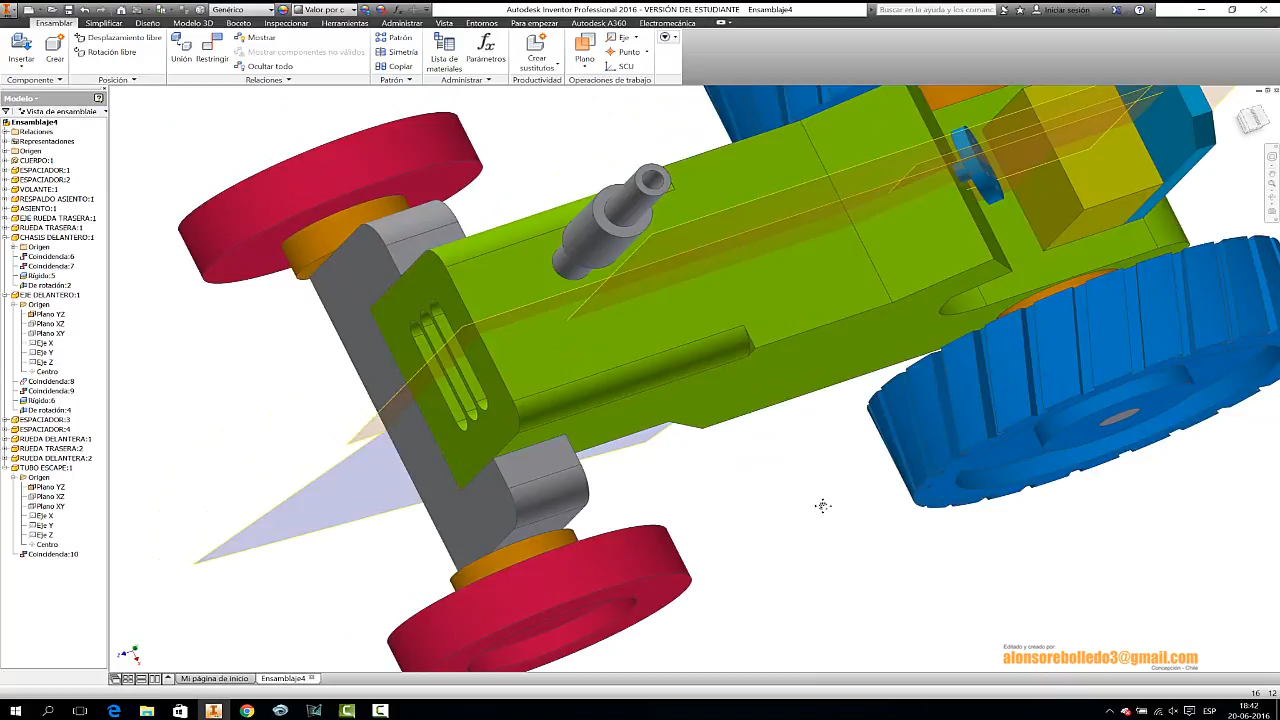 Genérico
Valor por c
Autodesk Inventor Professional 2016 - VERSIÓN DEL ESTUDIANTE Ensamblaje4
Buscar en la ayuda y los comanc
Iniciar sesión
Ensamblar Simplificar Diseño Modelo 3D Boceto Inspeccionar Herramientas Administrar Vista Entornos Para empezar Autodesk A360 Electromecánica
Insertar
Crear
Desplazamiento libre
Rotación libre
Unión
Restringir
Mostrar
Mostrar componentes no válidos
Ocultar todo
Patrón
Simetría
Copiar
Lista de materiales
Parámetros
Crear sustitutos
Plano
Eje
Punto
SCU
Componente
Posición
Relaciones
Patrón
Administrar
Productividad
Operaciones de trabajo
Modelo
Vista de ensamblaje
Ensamblaje4
Relaciones
Representaciones
Origen
CUERPO:1
ESPACIADOR:1
ESPACIADOR:2
VOLANTE:1
RESPALDO ASIENTO:1
ASIENTO:1
EJE RUEDA TRASERA:1
RUEDA TRASERA:1
CHASIS DELANTERO:1
Origen
Coincidencia:6
Coincidencia:7
Rígido:5
De rotación:2
EJE DELANTERO:1
Origen
Plano YZ
Plano XZ
Plano XY
Eje X
Eje Y
Eje Z
Centro
Coincidencia:8
Coincidencia:9
Rígido:6
De rotación:4
ESPACIADOR:3
ESPACIADOR:4
RUEDA DELANTERA:1
RUEDA TRASERA:2
RUEDA DELANTERA:2
TUBO ESCAPE:1
Origen
Plano YZ
Plano XZ
Plano XY
Eje X
Eje Y
Eje Z
Centro
Coincidencia:10
Editado y creado por:
alonsorebolledo3@gmail.com
Concepción - Chile
Mi página de inicio
Ensamblaje4
16 12
ESP
18:42
20-06-2016